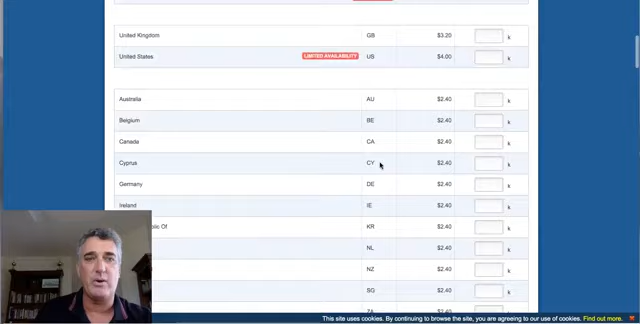 United Kingdom GB $3.20 k
United States LIMITED AVAILABILITY US $4.00 k
Australia AU $2.40 k
Belgium BE $2.40 k
Canada CA $2.40 k
Cyprus CY $2.40 k
Germany DE $2.40 k
Ireland IE $2.40 k
blic Of KR $2.40 k
NL $2.40 k
NZ $2.40 k
SG $2.40 k
ZA $2.40
This site uses cookies. By continuing to browse the site, you are agreeing to our use of cookies. Find out more.